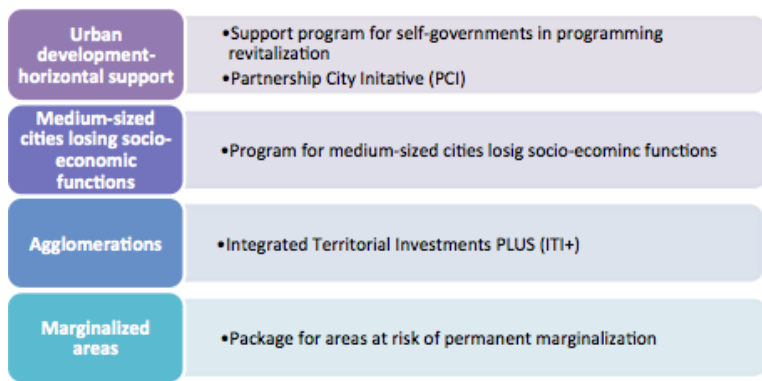 Urban
development-
horizontal support
•Support program for self-governments in programming
revitalization
•Partnership City Initative (PCI)
Medium-sized
cities losing socio-
economic
functions
•Program for medium-sized cities losig socio-ecominc functions
Agglomerations
•Integrated Territorial Investments PLUS (ITI+)
Marginalized
areas
•Package for areas at risk of permanent marginalization